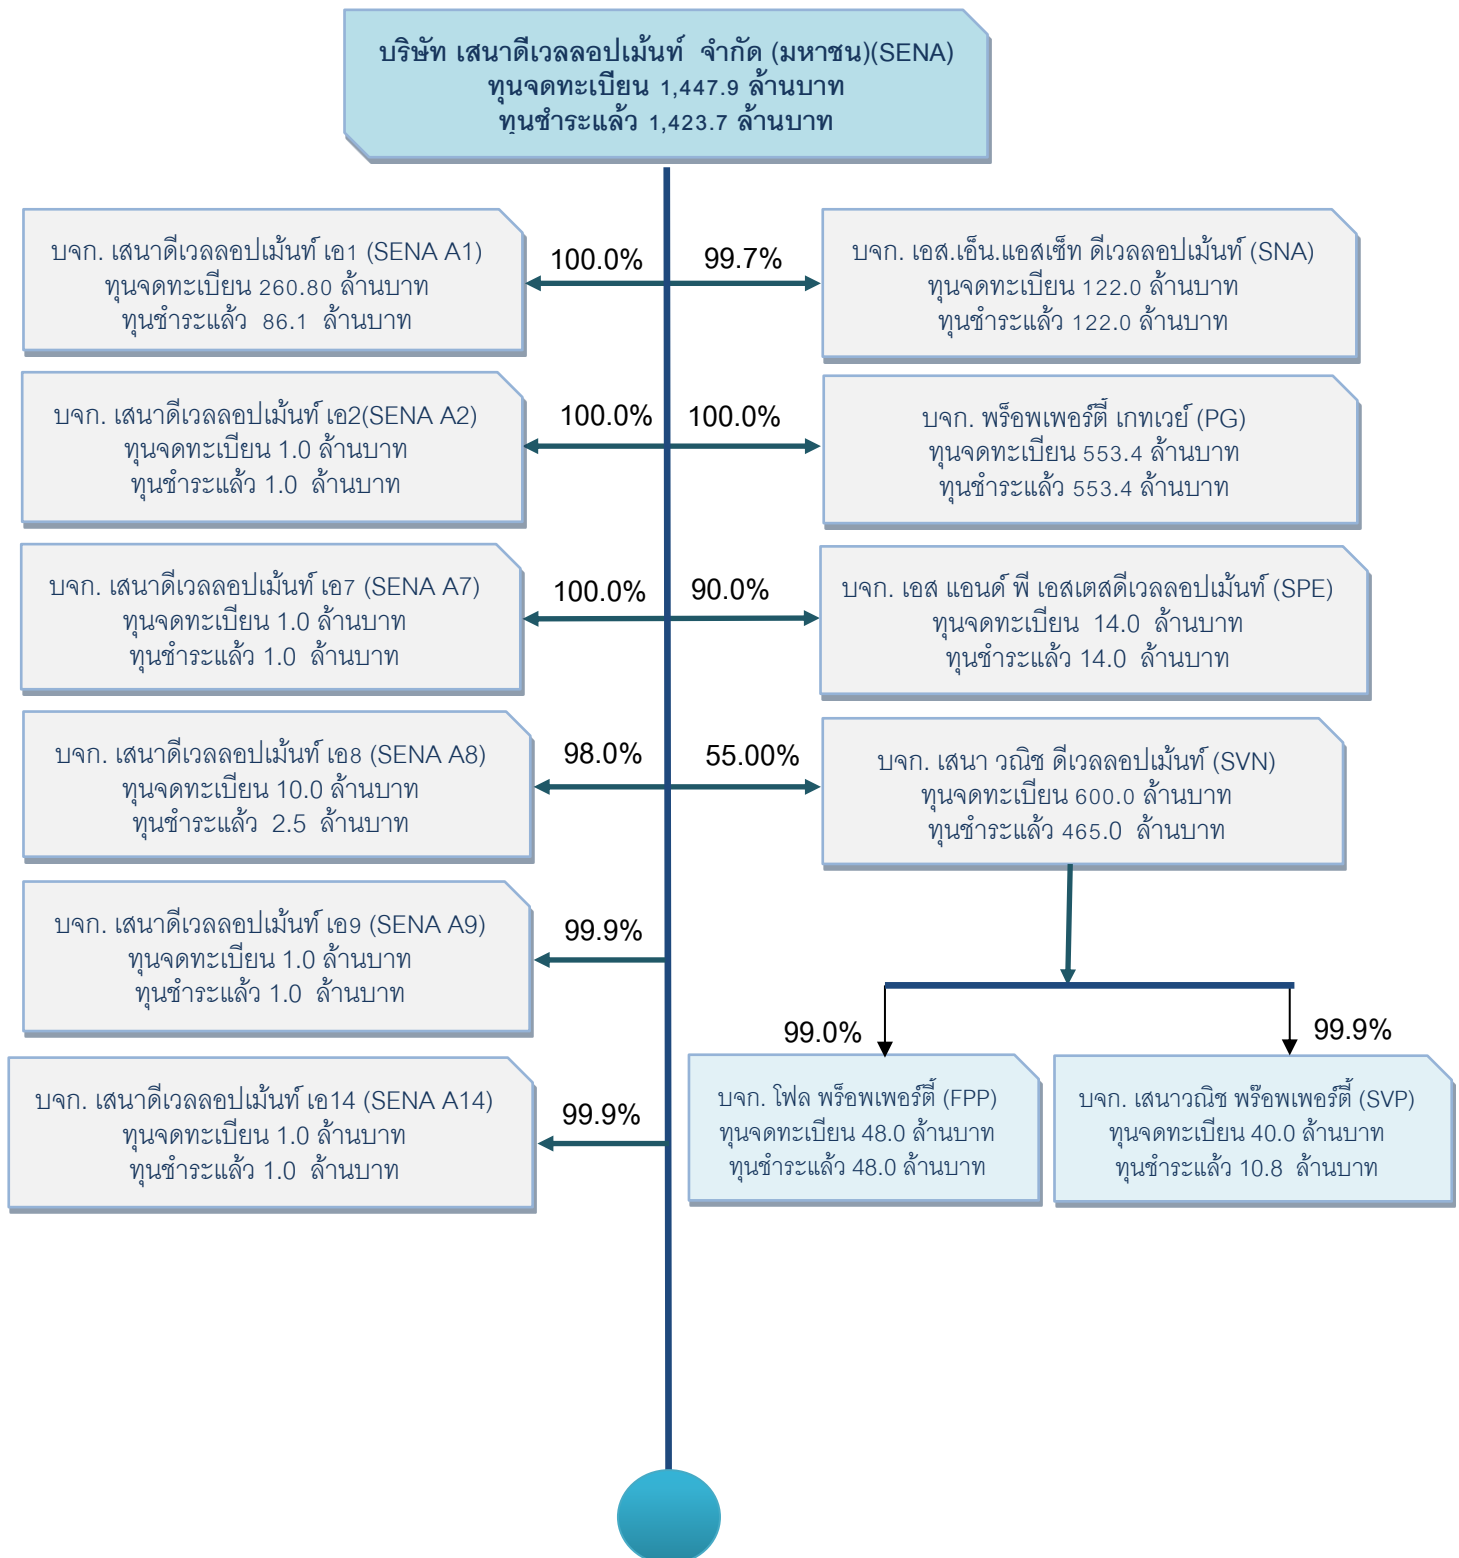 บริษัท เสนาดีเวลลอปเม้นท์ จำกัด (มหาชน)(SENA)
ทุนจดทะเบียน 1,447.9 ล้านบาท
ทุนชำระแล้ว 1,423.7 ล้านบาท
บจก. เสนาดีเวลลอปเม้นท์ เอ1 (SENA A1)
ทุนจดทะเบียน 260.80 ล้านบาท
ทุนชำระแล้ว 86.1 ล้านบาท
100.0%
99.7%
บจก. เอส.เอ็น.แอสเซ็ท ดีเวลลอปเม้นท์ (SNA)
ทุนจดทะเบียน 122.0 ล้านบาท
ทุนชำระแล้ว 122.0 ล้านบาท
บจก. เสนาดีเวลลอปเม้นท์ เอ2(SENA A2)
ทุนจดทะเบียน 1.0 ล้านบาท
ทุนชำระแล้ว 1.0 ล้านบาท
100.0%
100.0%
บจก. พร็อพเพอร์ตี้ เกทเวย์ (PG)
ทุนจดทะเบียน 553.4 ล้านบาท
ทุนชำระแล้ว 553.4 ล้านบาท
บจก. เสนาดีเวลลอปเม้นท์ เอ7 (SENA A7)
ทุนจดทะเบียน 1.0 ล้านบาท
ทุนชำระแล้ว 1.0 ล้านบาท
100.0%
90.0%
บจก. เอส แอนด์ พี เอสเตสดีเวลลอปเม้นท์ (SPE)
ทุนจดทะเบียน 14.0 ล้านบาท
ทุนชำระแล้ว 14.0 ล้านบาท
บจก. เสนาดีเวลลอปเม้นท์ เอ8 (SENA A8)
ทุนจดทะเบียน 10.0 ล้านบาท
ทุนชำระแล้ว 2.5 ล้านบาท
98.0%
55.00%
บจก. เสนา วณิช ดีเวลลอปเม้นท์ (SVN)
ทุนจดทะเบียน 600.0 ล้านบาท
ทุนชำระแล้ว 465.0 ล้านบาท
บจก. เสนาดีเวลลอปเม้นท์ เอ9 (SENA A9)
ทุนจดทะเบียน 1.0 ล้านบาท
ทุนชำระแล้ว 1.0 ล้านบาท
99.9%
99.0%
99.9%
บจก. เสนาดีเวลลอปเม้นท์ เอ14 (SENA A14)
ทุนจดทะเบียน 1.0 ล้านบาท
ทุนชำระแล้ว 1.0 ล้านบาท
99.9%
บจก. โฟล พร็อพเพอร์ตี้ (FPP)
ทุนจดทะเบียน 48.0 ล้านบาท
ทุนชำระแล้ว 48.0 ล้านบาท
บจก. เสนาวณิช พร๊อพเพอร์ตี้ (SVP)
ทุนจดทะเบียน 40.0 ล้านบาท
ทุนชำระแล้ว 10.8 ล้านบาท